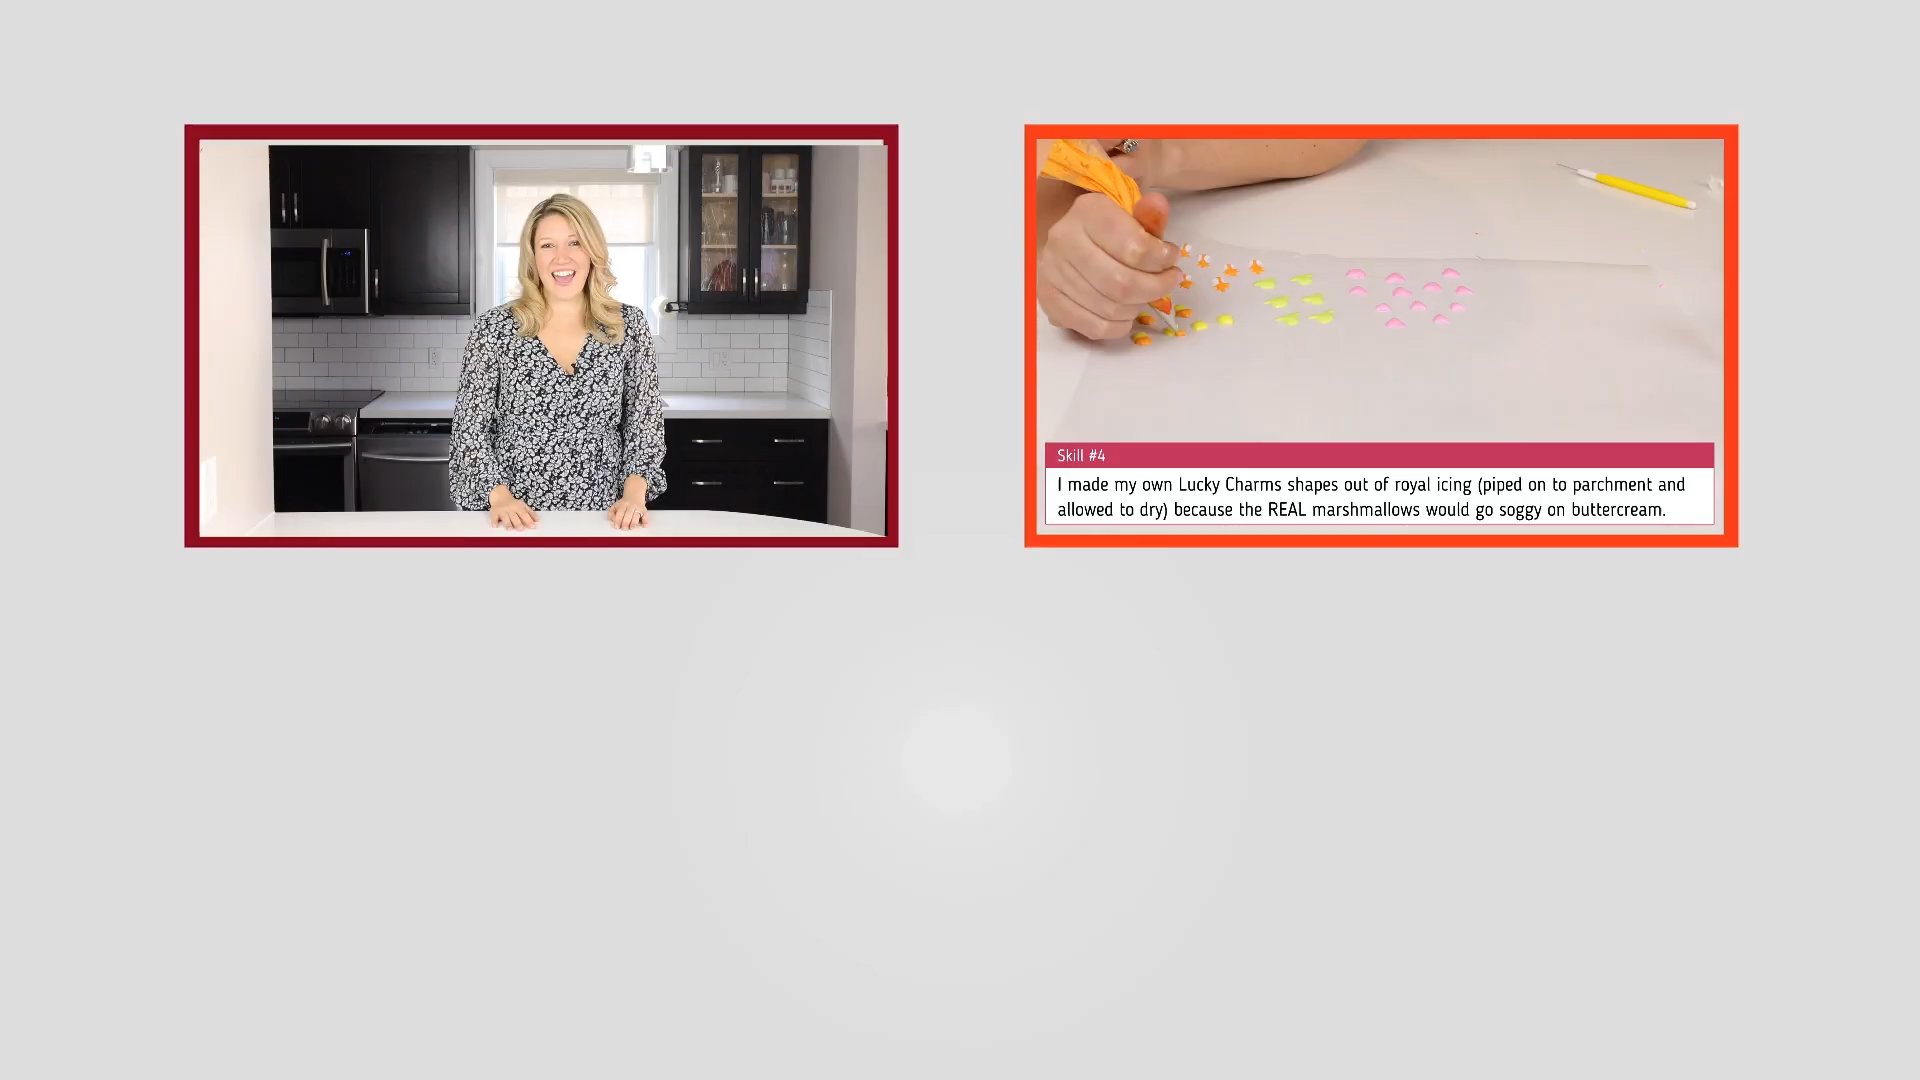 Skill #4
I made my own Lucky Charms shapes out of royal icing (piped on to parchment and
allowed to dry) because the REAL marshmallows would go soggy on buttercream.